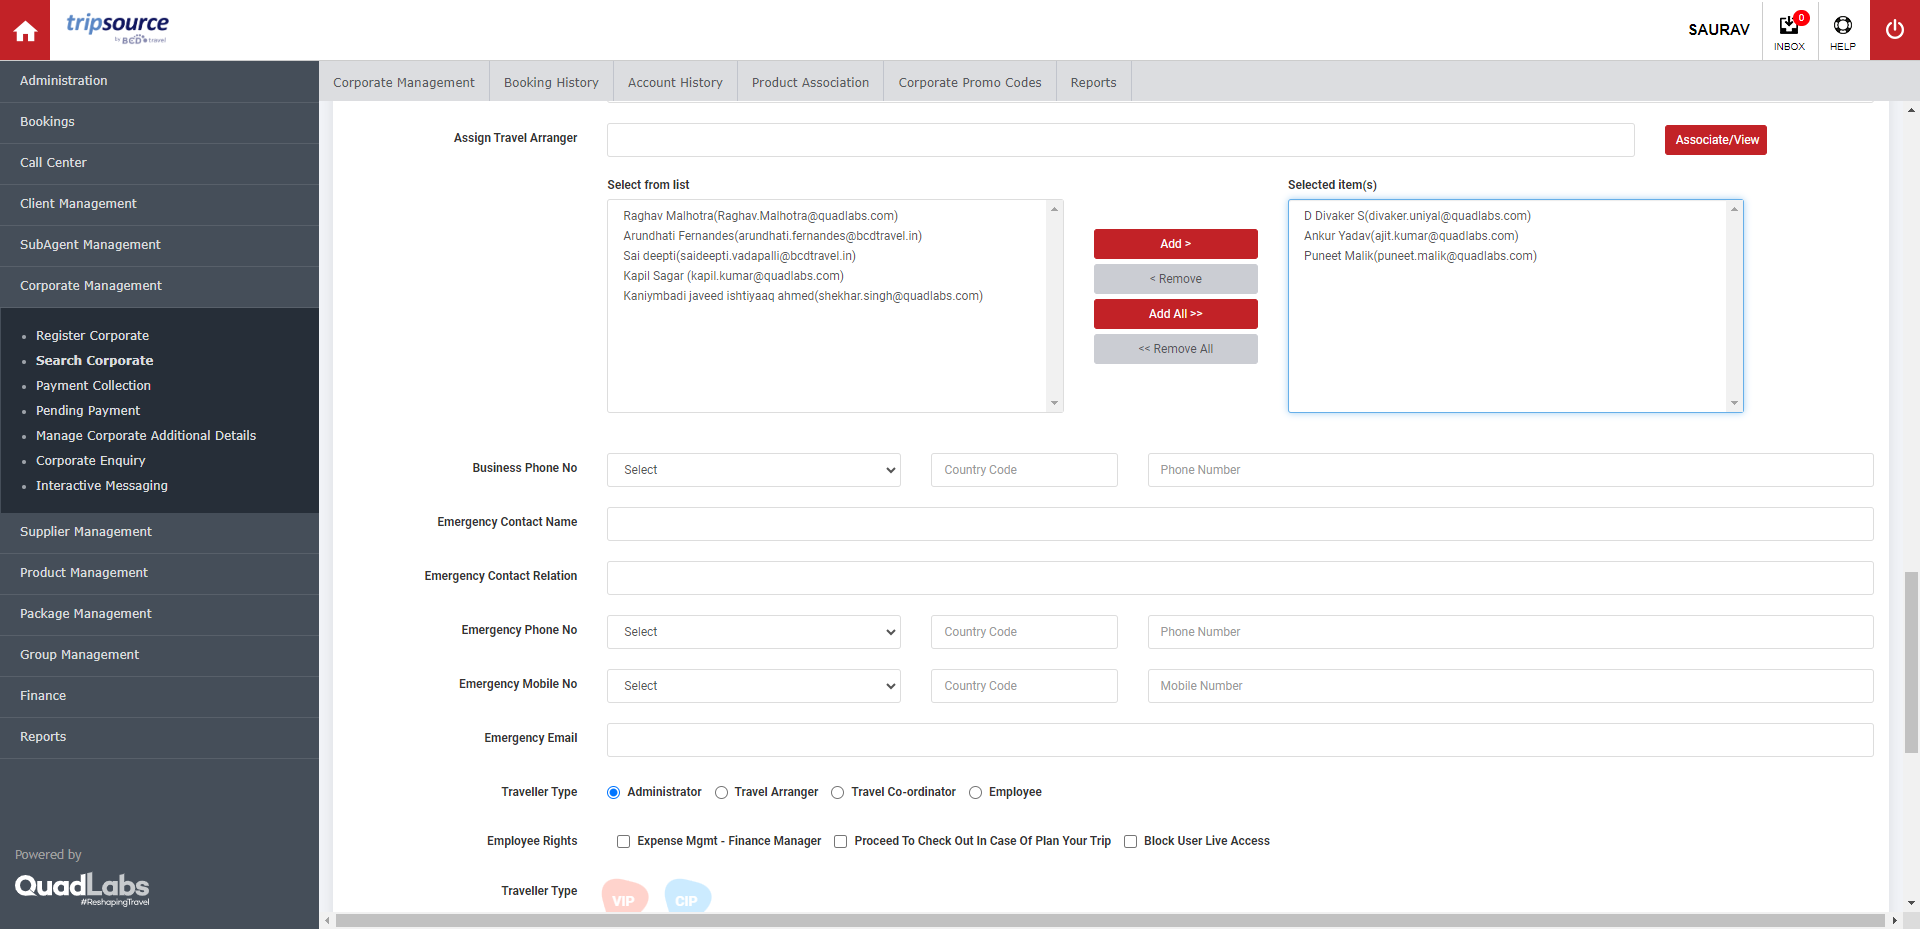 tripsource
by BCD travel
SAURAV
0
INBOX
HELP
Administration
Bookings
Call Center
Client Management
SubAgent Management
Corporate Management
Register Corporate
Search Corporate
Payment Collection
Pending Payment
Manage Corporate Additional Details
Corporate Enquiry
Interactive Messaging
Supplier Management
Product Management
Package Management
Group Management
Finance
Reports
Powered by
QuadLabs
#ReshapingTravel
Corporate Management
Booking History
Account History
Product Association
Corporate Promo Codes
Reports
Assign Travel Arranger
Associate/View
Select from list
Raghav Malhotra(Raghav.Malhotra@quadlabs.com)
Arundhati Fernandes(arundhati.fernandes@bcdtravel.in)
Sai deepti(saideepti.vadapalli@bcdtravel.in)
Kapil Sagar (kapil.kumar@quadlabs.com)
Kaniymbadi javeed ishtiyaaq ahmed(shekhar.singh@quadlabs.com)
Add >
< Remove
Add All >>
<< Remove All
Selected item(s)
D Divaker S(divaker.uniyal@quadlabs.com)
Ankur Yadav(ajit.kumar@quadlabs.com)
Puneet Malik(puneet.malik@quadlabs.com)
Business Phone No
Select
Country Code
Phone Number
Emergency Contact Name
Emergency Contact Relation
Emergency Phone No
Select
Country Code
Phone Number
Emergency Mobile No
Select
Country Code
Mobile Number
Emergency Email
Traveller Type
Administrator
Travel Arranger
Travel Co-ordinator
Employee
Employee Rights
Expense Mgmt - Finance Manager
Proceed To Check Out In Case Of Plan Your Trip
Block User Live Access
Traveller Type
VIP
CIP